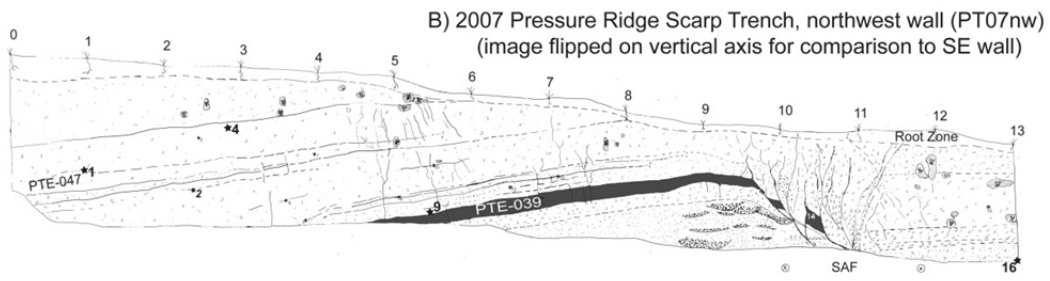 B) 2007 Pressure Ridge Scarp Trench, northwest wall (PT07nw)
(image flipped on vertical axis for comparison to SE wall)
0 1 2 3 4 5 6 7 8 9 10 11 12 13
Root Zone
4
1
PTE-047
2
9
PTE-039
14
SAF
16